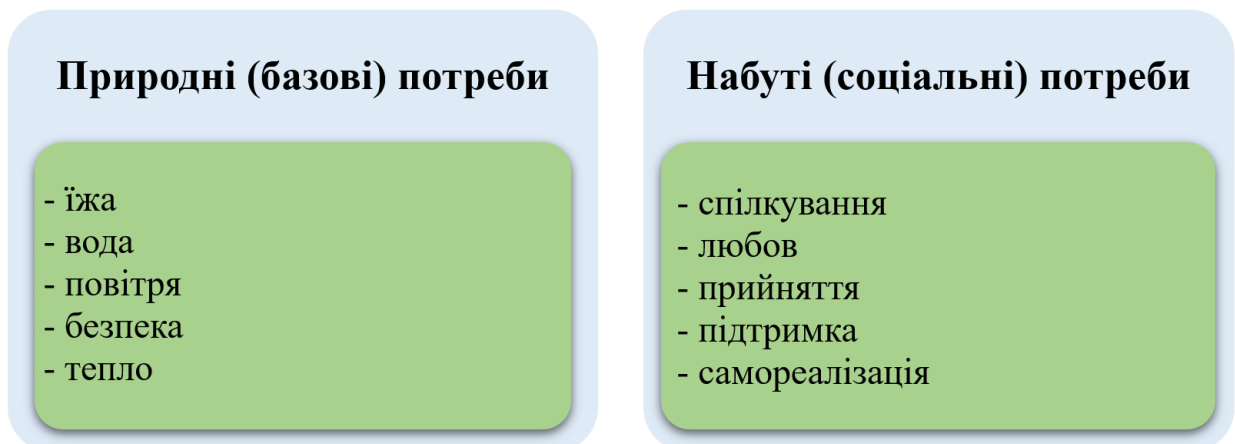 Природні (базові) потреби
- їжа
- вода
- повітря
- безпека
- тепло
Набуті (соціальні) потреби
- спілкування
- любов
- прийняття
- підтримка
- самореалізація